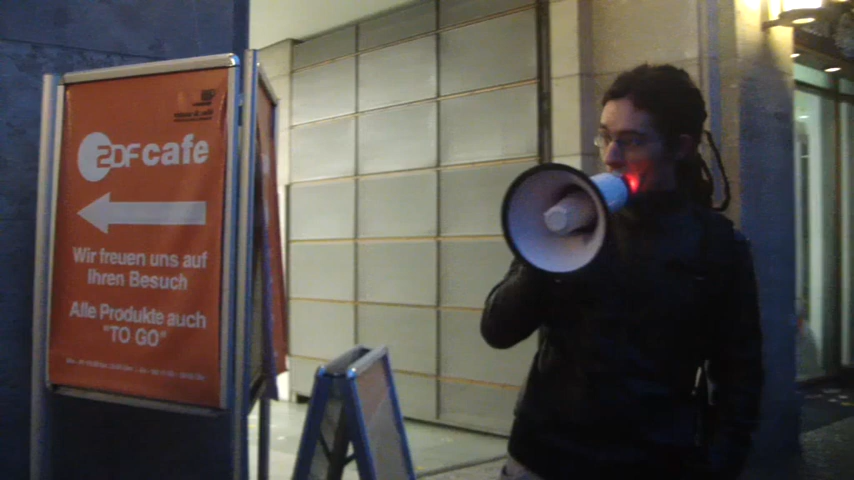 ZDFcafe
Wir freuen uns auf
Ihren Besuch
Alle Produkte auch
"TO GO"